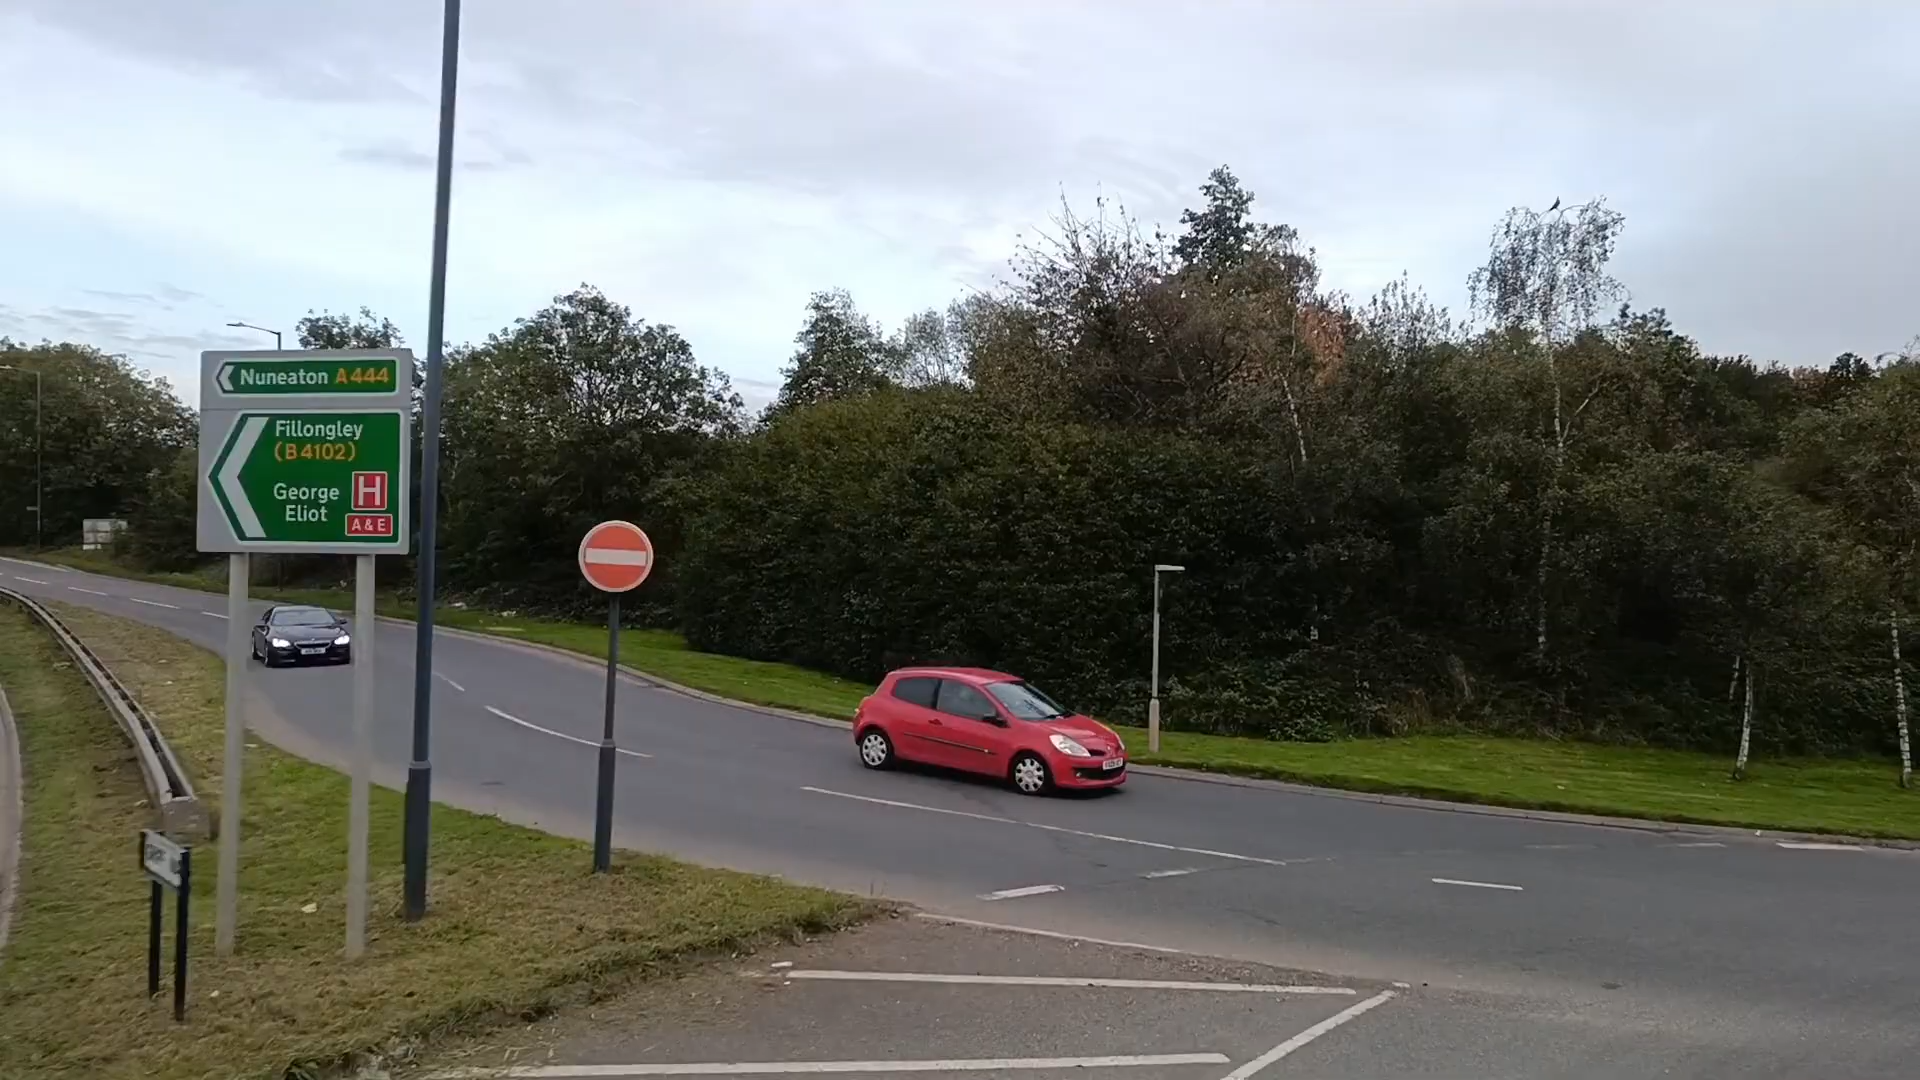 Nuneaton A444
Fillongley
(B4102)
George H
Eliot A&E